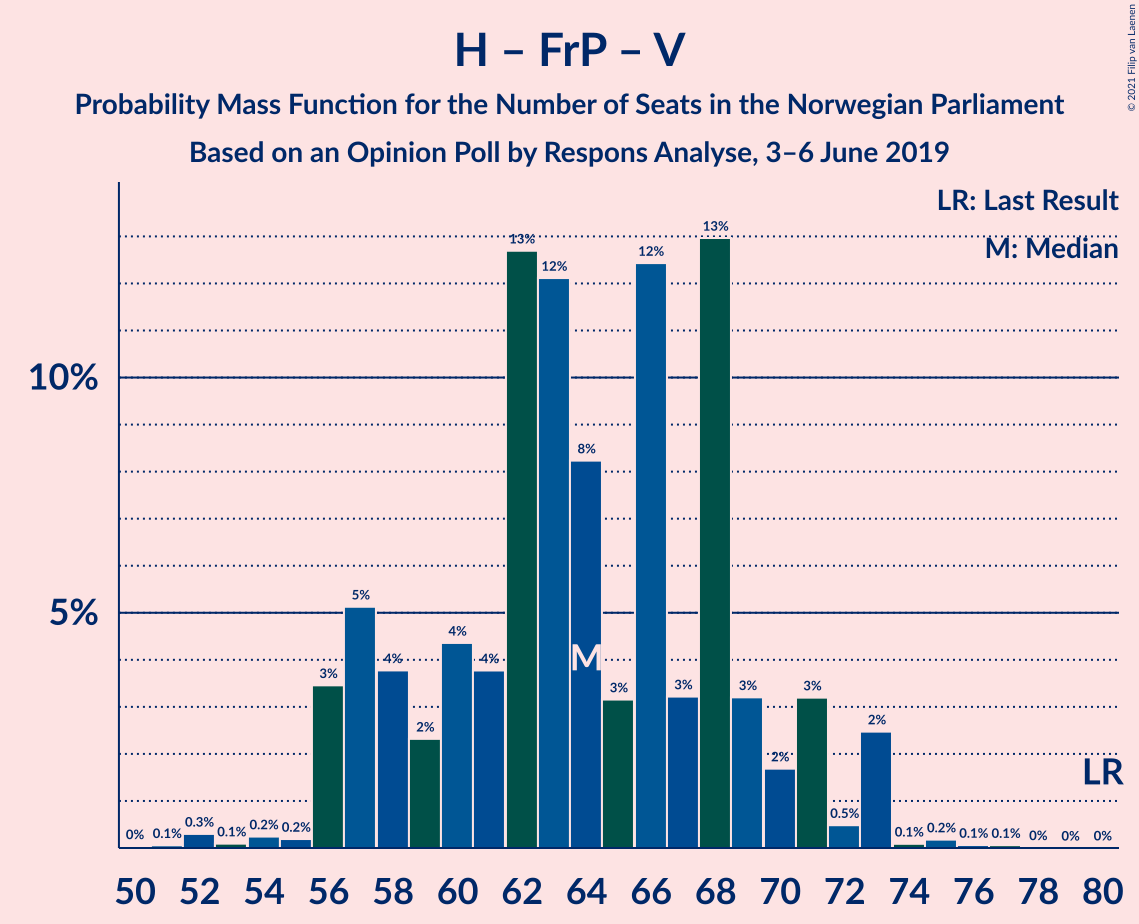 H – FrP – V
Probability Mass Function for the Number of Seats in the Norwegian Parliament
Based on an Opinion Poll by Respons Analyse, 3–6 June 2019
© 2021 Filip van Laenen
LR: Last Result
M: Median
10%
5%
0% 0.1% 0.3% 0.1% 0.2% 0.2% 3% 5% 4% 2% 4% 4% 13% 12% 8% 3% 12% 3% 13% 3% 2% 3% 0.5% 2% 0.1% 0.2% 0.1% 0.1% 0% 0% 0%
M
LR
50 52 54 56 58 60 62 64 66 68 70 72 74 76 78 80